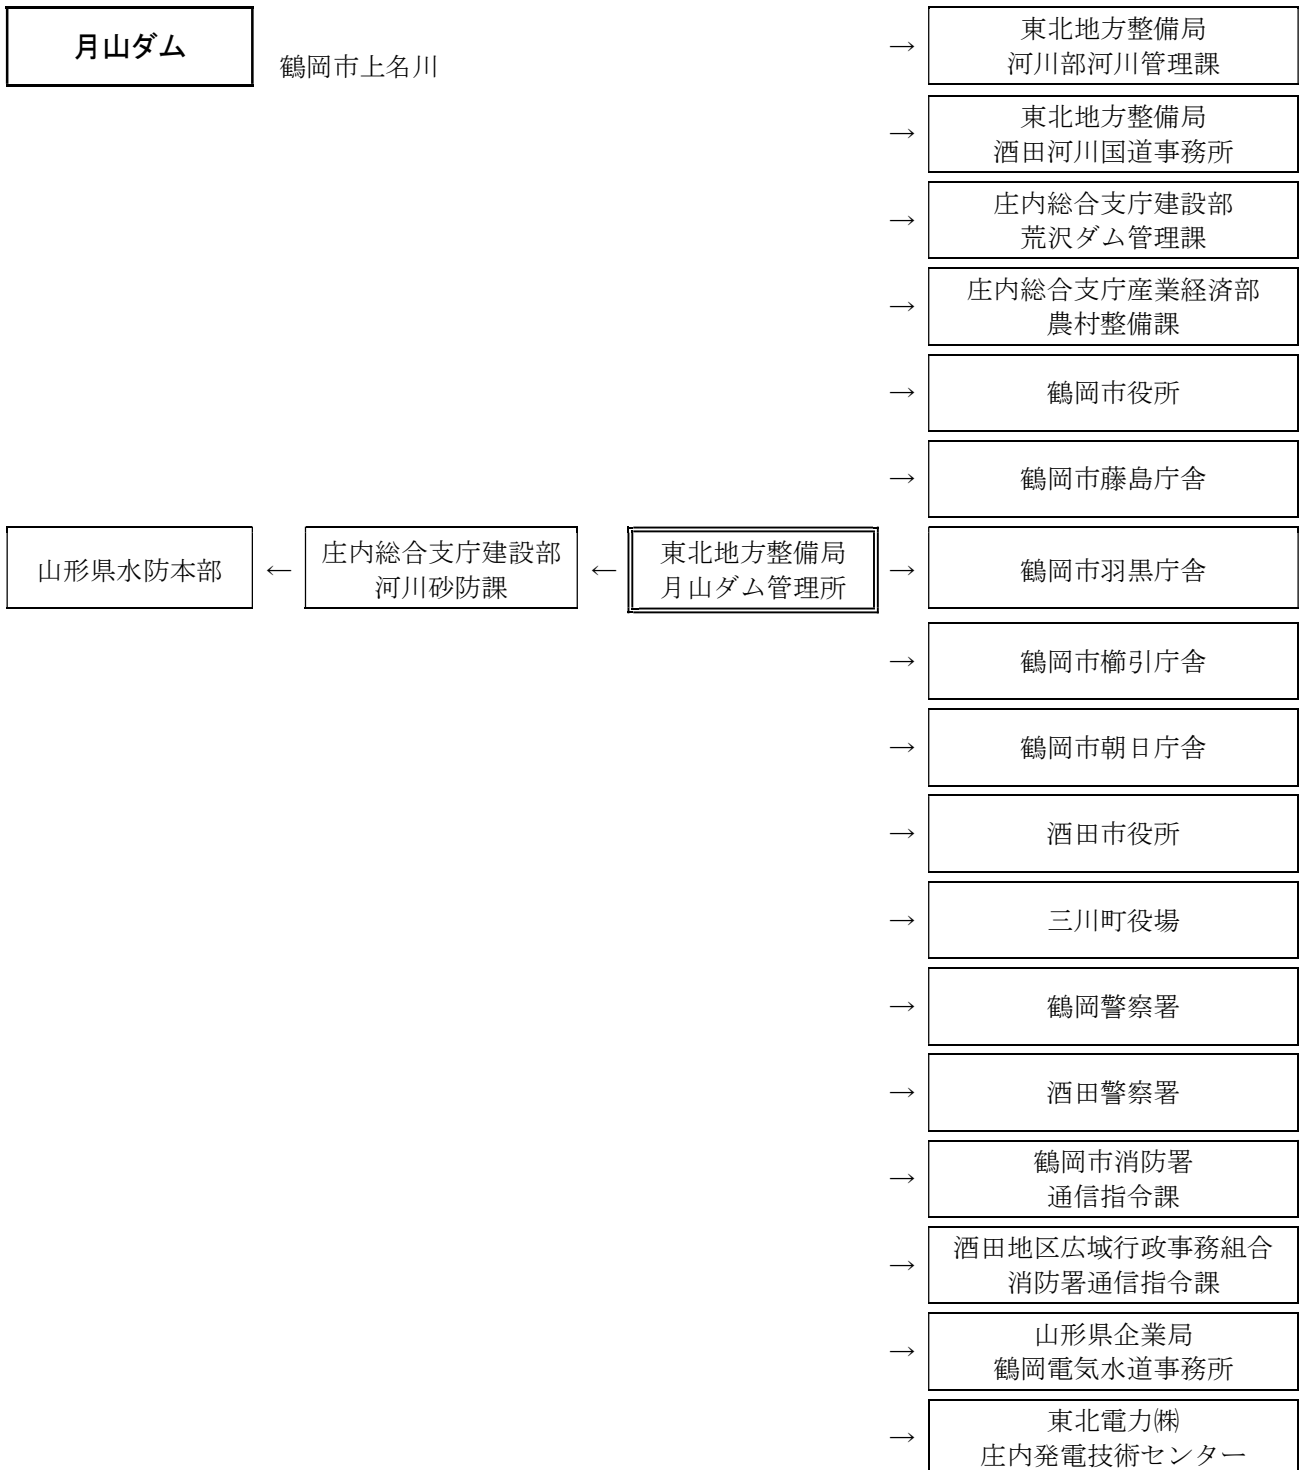 月山ダム
鶴岡市上名川
→
東北地方整備局
河川部河川管理課
→
東北地方整備局
酒田河川国道事務所
→
庄内総合支庁建設部
荒沢ダム管理課
→
庄内総合支庁産業経済部
農村整備課
→
鶴岡市役所
→
鶴岡市藤島庁舎
山形県水防本部
←
庄内総合支庁建設部
河川砂防課
←
東北地方整備局
月山ダム管理所
→
鶴岡市羽黒庁舎
→
鶴岡市櫛引庁舎
→
鶴岡市朝日庁舎
→
酒田市役所
→
三川町役場
→
鶴岡警察署
→
酒田警察署
→
鶴岡市消防署
通信指令課
→
酒田地区広域行政事務組合
消防署通信指令課
→
山形県企業局
鶴岡電気水道事務所
→
東北電力㈱
庄内発電技術センター